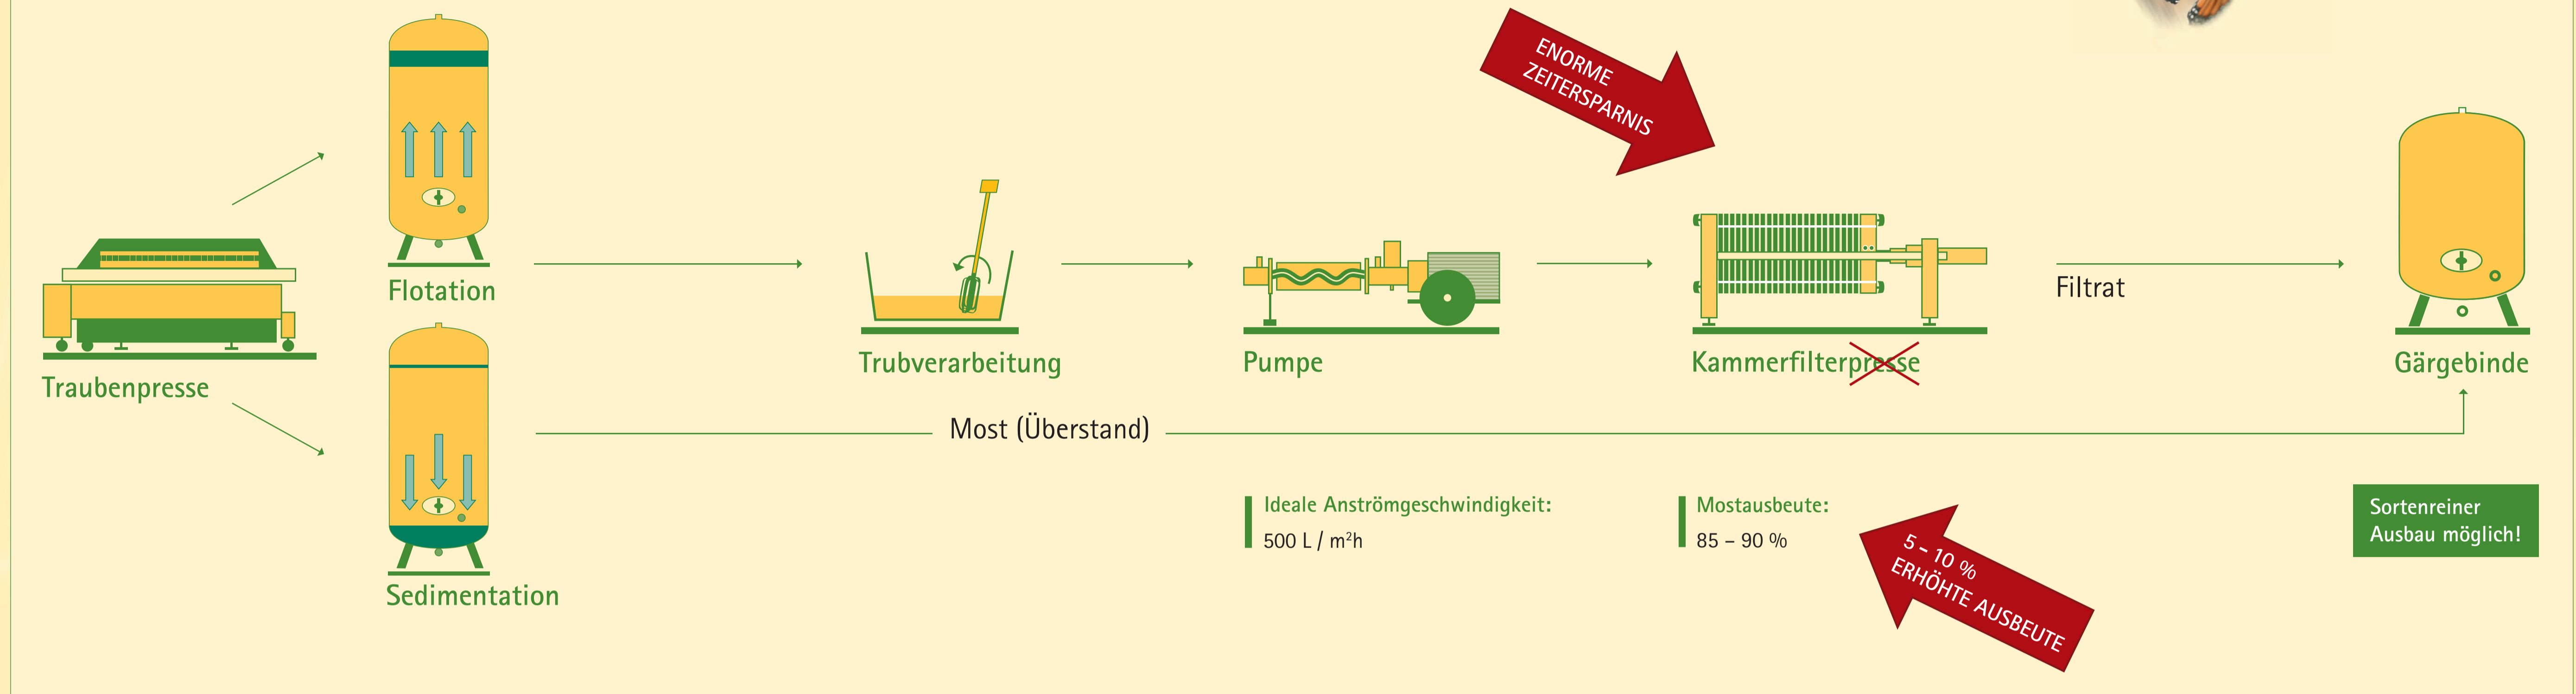 ENORME
ZEITERSPARNIS
Flotation
Traubenpresse
Sedimentation
Trubverarbeitung
Pumpe
Kammerfilterpresse
Filtrat
Gärgebinde
Most (Überstand)
Ideale Anströmgeschwindigkeit:
500 L / m²h
Mostausbeute:
85 – 90 %
5 – 10 %
ERHÖHTE AUSBEUTE
Sortenreiner
Ausbau möglich!